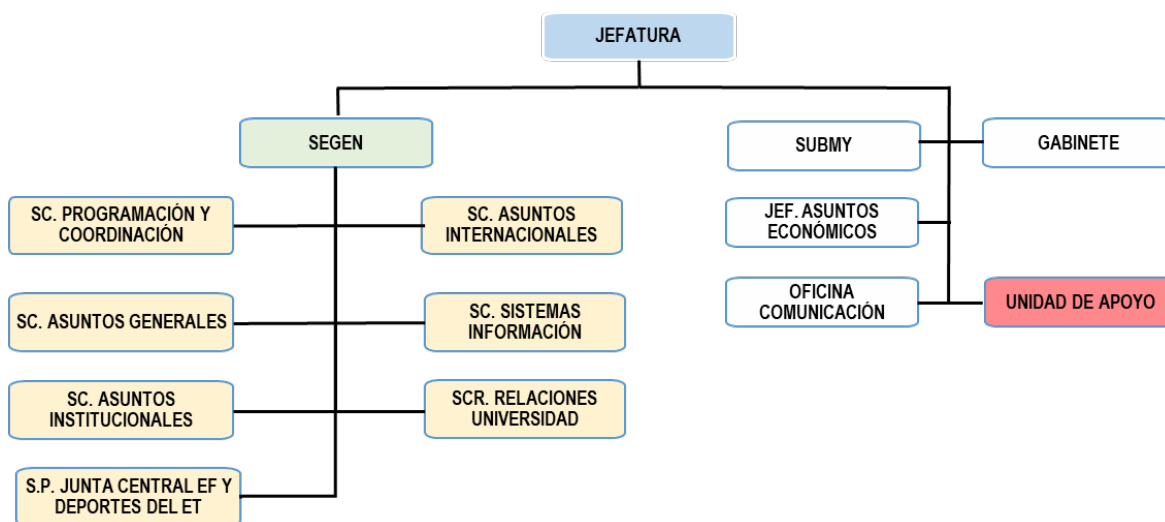 JEFATURA
SEGEN
SUBMY
GABINETE
SC. PROGRAMACIÓN Y
COORDINACIÓN
SC. ASUNTOS
INTERNACIONALES
JEF. ASUNTOS
ECONÓMICOS
SC. ASUNTOS GENERALES
SC. SISTEMAS
INFORMACIÓN
OFICINA
COMUNICACIÓN
UNIDAD DE APOYO
SC. ASUNTOS
INSTITUCIONALES
SCR. RELACIONES
UNIVERSIDAD
S.P. JUNTA CENTRAL EF Y
DEPORTES DEL ET